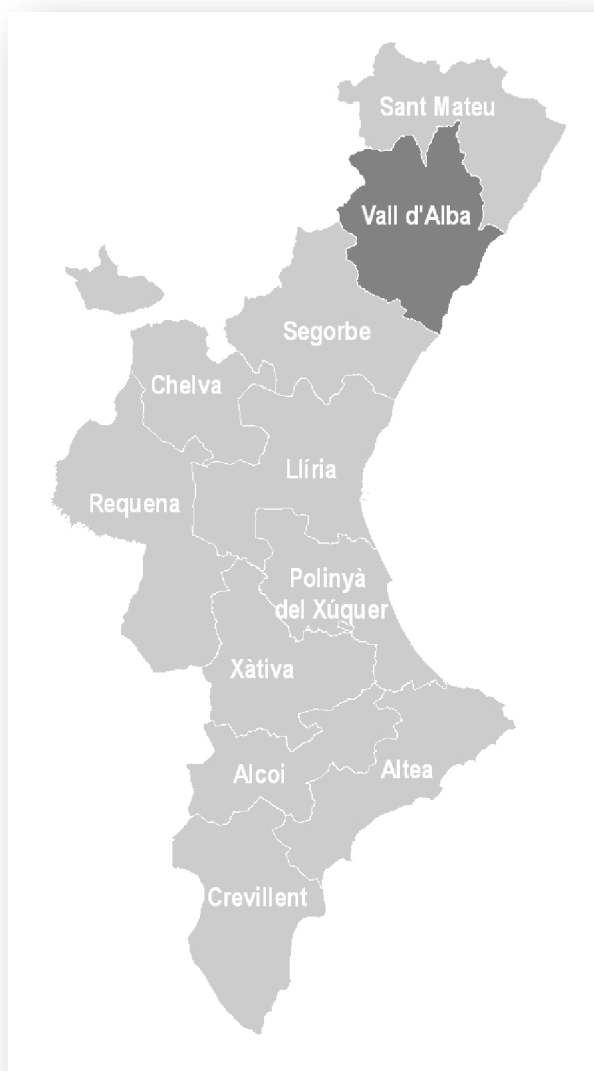 Sant Mateu
Vall d'Alba
Segorbe
Chelva
Llíria
Requena
Polinyà
del Xúquer
Xàtiva
Alcoi
Altea
Crevillent